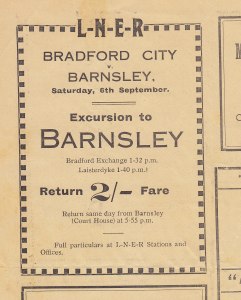 L-N-E-R
BRADFORD CITY
v.
BARNSLEY,
Saturday, 6th September.
Excursion to
BARNSLEY
Bradford Exchange 1-32 p.m.
Laisterdyke 1-40 p.m.
Return 2/- Fare
Return same day from Barnsley
(Court House) at 5-55 p.m.
Full particulars at L-N-E-R Stations and
Offices.